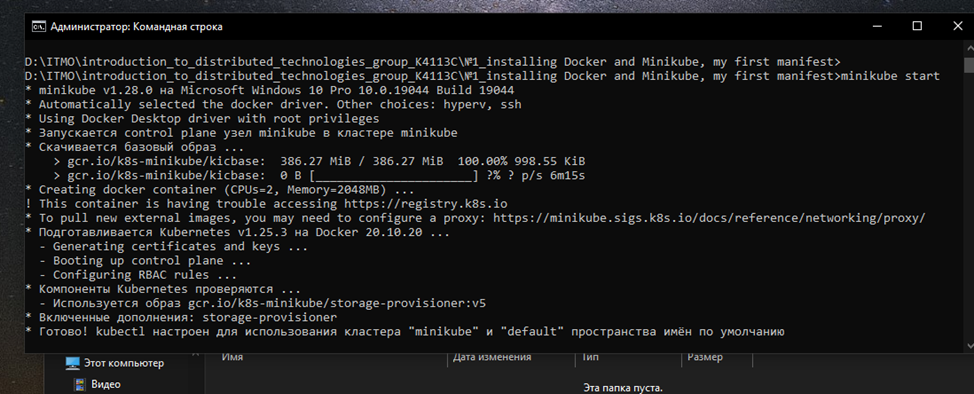 Администратор: Командная строка
D:\ITMO\introduction_to_distributed_technologies_group_K4113C\№1_installing Docker and Minikube, my first manifest>
D:\ITMO\introduction_to_distributed_technologies_group_K4113C\№1_installing Docker and Minikube, my first manifest>minikube start
* minikube v1.28.0 на Microsoft Windows 10 Pro 10.0.19044 Build 19044
* Automatically selected the docker driver. Other choices: hyperv, ssh
* Using Docker Desktop driver with root privileges
* Запускается control plane узел minikube в кластере minikube
* Скачивается базовый образ ...
    > gcr.io/k8s-minikube/kicbase:  386.27 MiB / 386.27 MiB  100.00% 998.55 KiB
    > gcr.io/k8s-minikube/kicbase:  0 B [________________________] ?% ? p/s 6m15s
* Creating docker container (CPUs=2, Memory=2048MB) ...
! This container is having trouble accessing https://registry.k8s.io
* To pull new external images, you may need to configure a proxy: https://minikube.sigs.k8s.io/docs/reference/networking/proxy/
* Подготавливается Kubernetes v1.25.3 на Docker 20.10.20 ...
  - Generating certificates and keys ...
  - Booting up control plane ...
  - Configuring RBAC rules ...
* Компоненты Kubernetes проверяются ...
  - Используется образ gcr.io/k8s-minikube/storage-provisioner:v5
* Включенные дополнения: storage-provisioner
* Готово! kubectl настроен для использования кластера "minikube" и "default" пространства имён по умолчанию
Этот компьютер
Видео
Имя Дата изменения Тип Размер
Эта папка пуста.